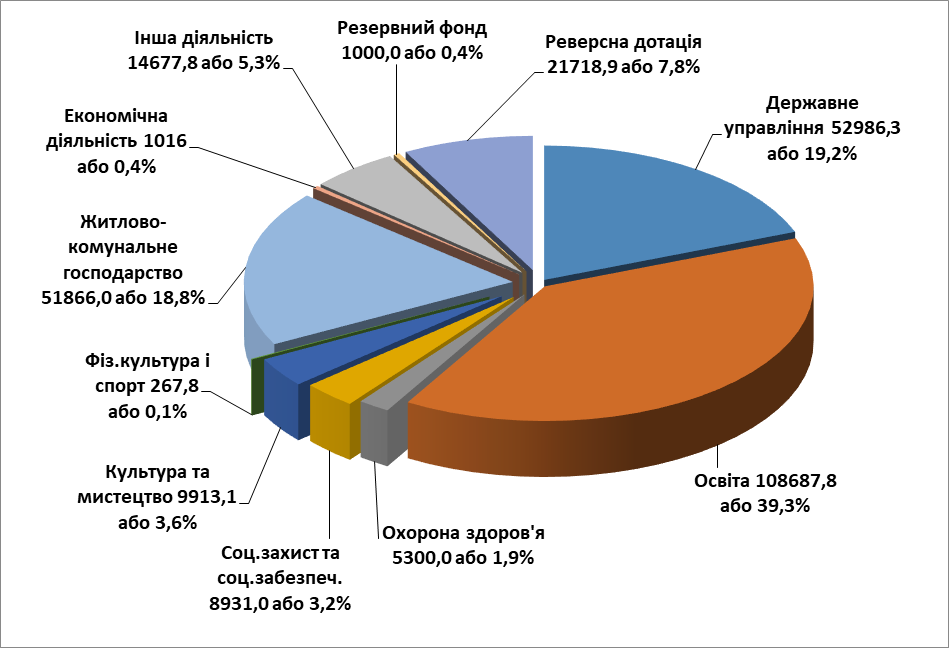 Інша діяльність
14677,8 або 5,3%
Резервний фонд
1000,0 або 0,4%
Реверсна дотація
21718,9 або 7,8%
Державне
управління 52986,3
або 19,2%
Економічна
діяльність 1016
або 0,4%
Житлово-
комунальне
господарство
51866,0 або 18,8%
Фіз.культура і
спорт 267,8
або 0,1%
Культура та
мистецтво 9913,1
або 3,6%
Соц.захист та
соц.забезпеч.
8931,0 або 3,2%
Охорона здоров'я
5300,0 або 1,9%
Освіта 108687,8
або 39,3%